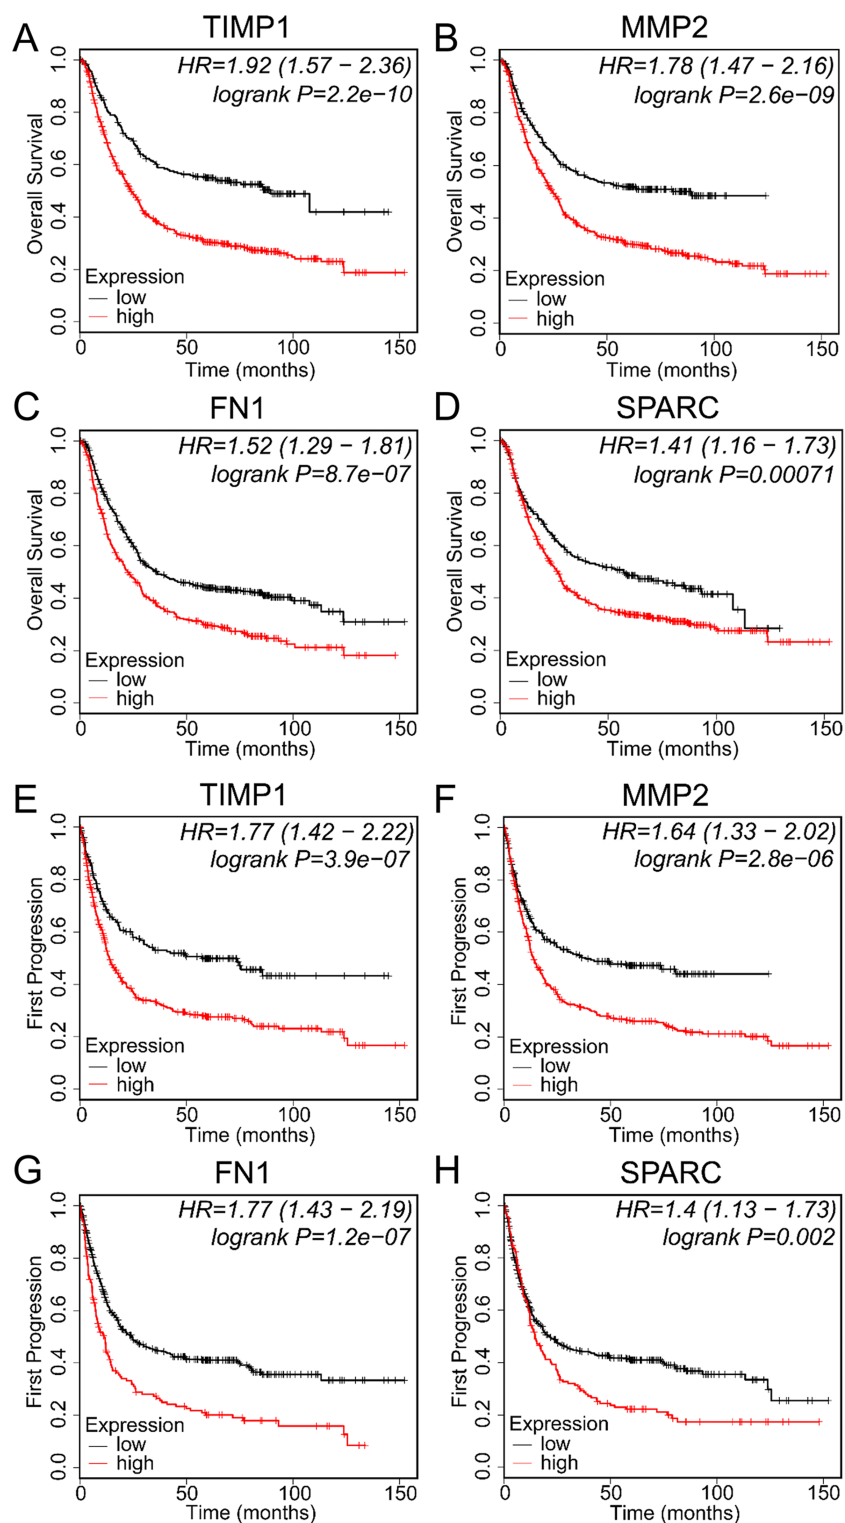 A
TIMP1
HR=1.92 (1.57 − 2.36)
logrank P=2.2e−10
Overall Survival
0.0 0.2 0.4 0.6 0.8 1.0
Expression
low
high
0 50 100 150
Time (months)
B
MMP2
HR=1.78 (1.47 − 2.16)
logrank P=2.6e−09
Overall Survival
0.0 0.2 0.4 0.6 0.8 1.0
Expression
low
high
0 50 100 150
Time (months)
C
FN1
HR=1.52 (1.29 − 1.81)
logrank P=8.7e−07
Overall Survival
0.0 0.2 0.4 0.6 0.8 1.0
Expression
low
high
0 50 100 150
Time (months)
D
SPARC
HR=1.41 (1.16 − 1.73)
logrank P=0.00071
Overall Survival
0.0 0.2 0.4 0.6 0.8 1.0
Expression
low
high
0 50 100 150
Time (months)
E
TIMP1
HR=1.77 (1.42 − 2.22)
logrank P=3.9e−07
First Progression
0.0 0.2 0.4 0.6 0.8 1.0
Expression
low
high
0 50 100 150
Time (months)
F
MMP2
HR=1.64 (1.33 − 2.02)
logrank P=2.8e−06
First Progression
0.0 0.2 0.4 0.6 0.8 1.0
Expression
low
high
0 50 100 150
Time (months)
G
FN1
HR=1.77 (1.43 − 2.19)
logrank P=1.2e−07
First Progression
0.0 0.2 0.4 0.6 0.8 1.0
Expression
low
high
0 50 100 150
Time (months)
H
SPARC
HR=1.4 (1.13 − 1.73)
logrank P=0.002
First Progression
0.0 0.2 0.4 0.6 0.8 1.0
Expression
low
high
0 50 100 150
Time (months)